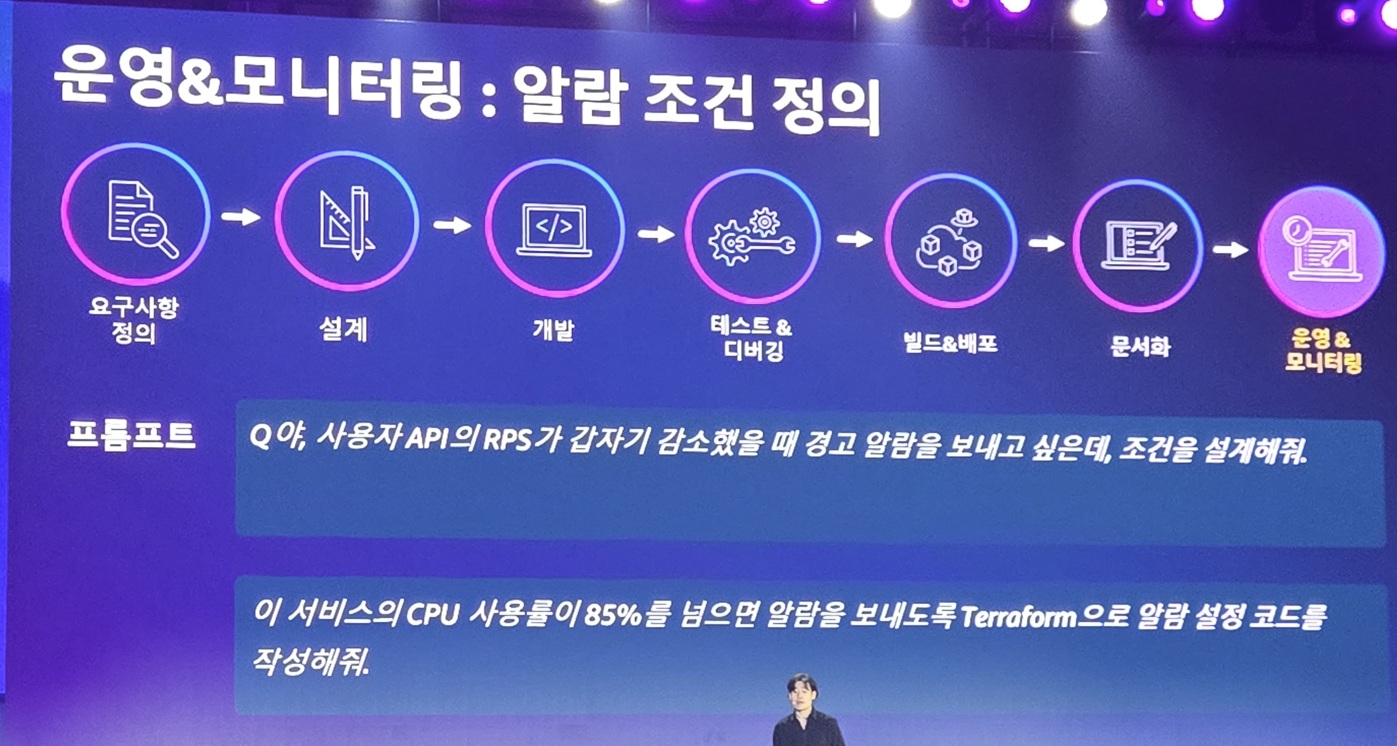 운영&모니터링 : 알람 조건 정의
</>
요구사항
정의
설계
개발
테스트 &
디버깅
빌드&배포
문서화
운영 &
모니터링
프롬프트
Q야, 사용자 API의 RPS가 갑자기 감소했을 때 경고 알람을 보내고 싶은데, 조건을 설계해줘.
이 서비스의 CPU 사용률이 85%를 넘으면 알람을 보내도록 Terraform으로 알람 설정 코드를
작성해줘.